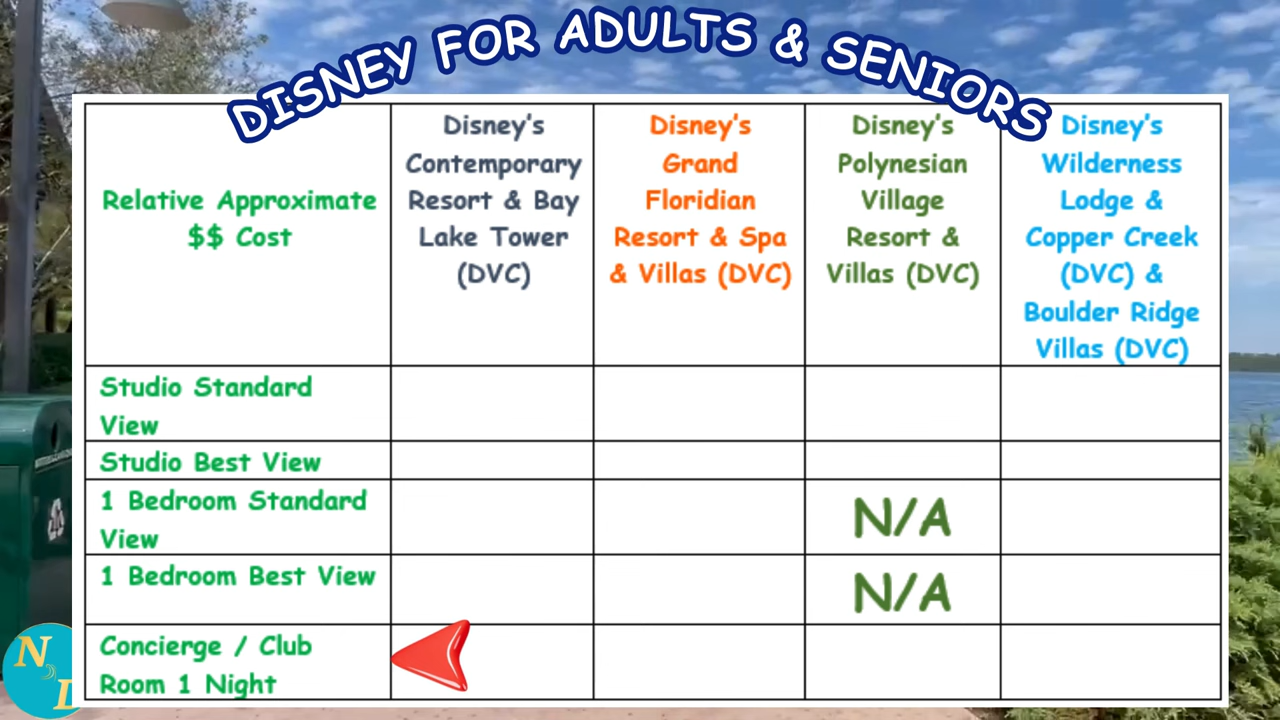 DISNEY FOR ADULTS & SENIORS
Relative Approximate
$$ Cost
Disney's
Contemporary
Resort & Bay
Lake Tower
(DVC)
Disney's
Grand
Floridian
Resort & Spa
& Villas (DVC)
Disney's
Polynesian
Village
Resort &
Villas (DVC)
Disney's
Wilderness
Lodge &
Copper Creek
(DVC) &
Boulder Ridge
Villas (DVC)
Studio Standard
View
Studio Best View
1 Bedroom Standard
View
N/A
1 Bedroom Best View
N/A
Concierge / Club
Room 1 Night
N
L